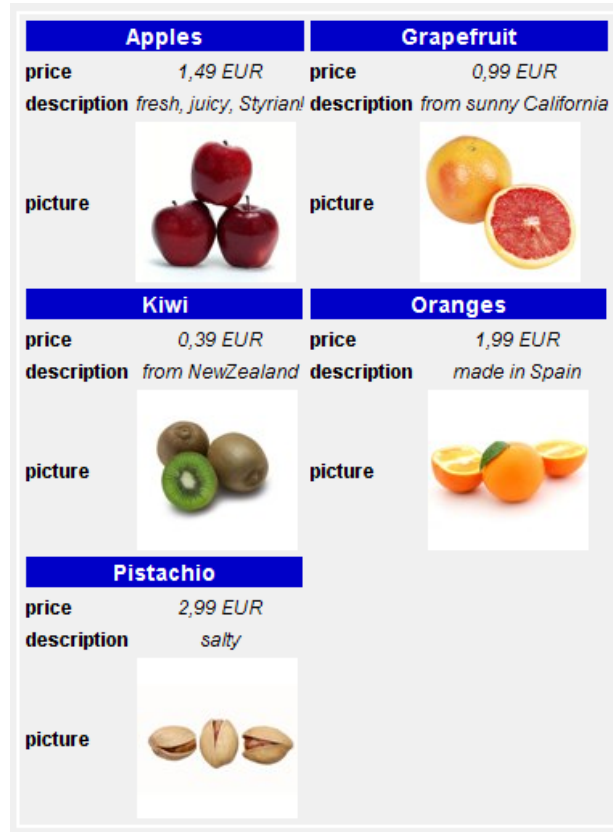 Apples
price 1,49 EUR
description fresh, juicy, Styrian!
picture
Grapefruit
price 0,99 EUR
description from sunny California
picture
Kiwi
price 0,39 EUR
description from NewZealand
picture
Oranges
price 1,99 EUR
description made in Spain
picture
Pistachio
price 2,99 EUR
description salty
picture